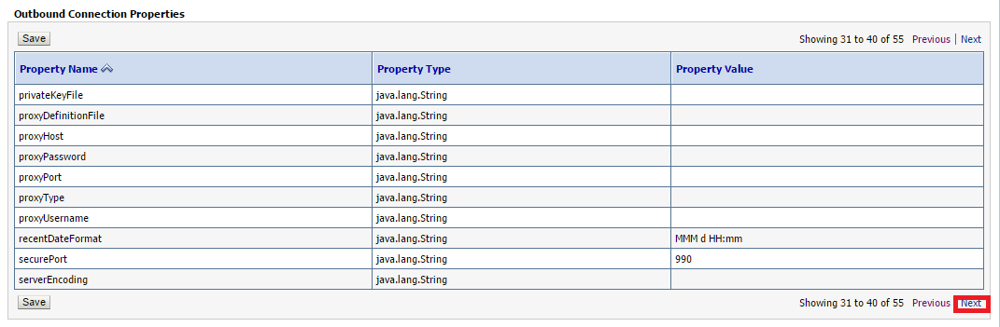 Outbound Connection Properties
Save Showing 31 to 40 of 55 Previous | Next
Property Name Property Type Property Value
privateKeyFile java.lang.String
proxyDefinitionFile java.lang.String
proxyHost java.lang.String
proxyPassword java.lang.String
proxyPort java.lang.String
proxyType java.lang.String
proxyUsername java.lang.String
recentDateFormat java.lang.String MMM d HH:mm
securePort java.lang.String 990
serverEncoding java.lang.String
Save Showing 31 to 40 of 55 Previous Next